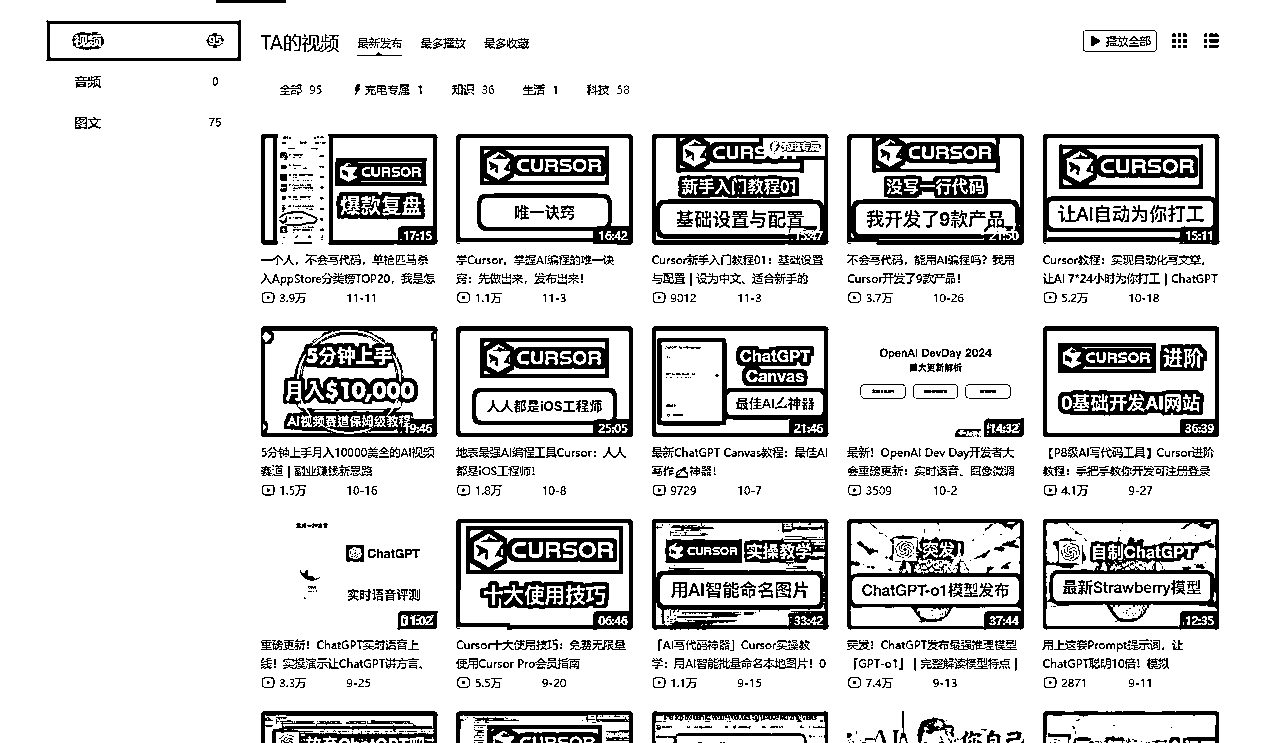 视频 95
音频 0
图文 75
TA的视频 最新发布 最多播放 最多收藏 播放全部
全部 95 充电专属 1 知识 36 生活 1 科技 58
CURSOR
爆款复盘
17:15
一个人，不会写代码，单枪匹马杀
入AppStore分类榜TOP20，我是怎
3.9万 11-11
CURSOR
唯一诀窍
16:42
学Cursor，掌握AI编程的唯一诀
窍：先做出来，发布出来！
1.1万 11-3
CURSOR
充电专属
新手入门教程01
基础设置与配置
Cursor新手入门教程01：基础设置
与配置 | 设为中文、适合新手的
9012 11-3
CURSOR
没写一行代码
我开发了9款产品
21:50
不会写代码，能用AI编程吗？我用
Cursor开发了9款产品！
3.7万 10-26
CURSOR
让AI自动为你打工
15:11
Cursor教程：实现自动化写文章，
让AI 7*24小时为你打工 | ChatGPT
5.2万 10-18
5分钟上手
月入$10,000
AI视频赛道保姆级教程
19:46
5分钟上手月入10000美金的AI视频
赛道 | 副业赚钱新思路
1.5万 10-16
CURSOR
人人都是iOS工程师
25:05
地表最强AI编程工具Cursor：人人
都是iOS工程师！
1.8万 10-8
ChatGPT
Canvas
最佳AI✍神器
21:46
最新ChatGPT Canvas教程：最佳AI
写作✍神器！
9729 10-7
OpenAI DevDay 2024
重大更新解析
14:32
最新！OpenAI Dev Day开发者大
会重磅更新：实时语音、图像微调
3509 10-2
CURSOR 进阶
0基础开发AI网站
36:39
【P8级AI写代码工具】Cursor进阶
教程：手把手教你开发可注册登录
4.1万 9-27
ChatGPT
实时语音评测
01:02
重磅更新！ChatGPT实时语音上
线！实操演示让ChatGPT讲方言、
3.3万 9-25
CURSOR
十大使用技巧
06:46
Cursor十大使用技巧：免费无限量
使用Cursor Pro会员指南
5.5万 9-20
CURSOR 实操教学
用AI智能命名图片
33:42
「AI写代码神器」Cursor实操教
学：用AI智能批量命名本地图片！0
1.1万 9-15
突发！
ChatGPT-o1模型发布
37:44
突发！ChatGPT发布最强推理模型
「GPT-o1」 | 完整解读模型特点 |
7.4万 9-13
自制ChatGPT
最新Strawberry模型
12:35
用上这套Prompt提示词，让
ChatGPT聪明10倍！模拟
2871 9-11
CURSOR